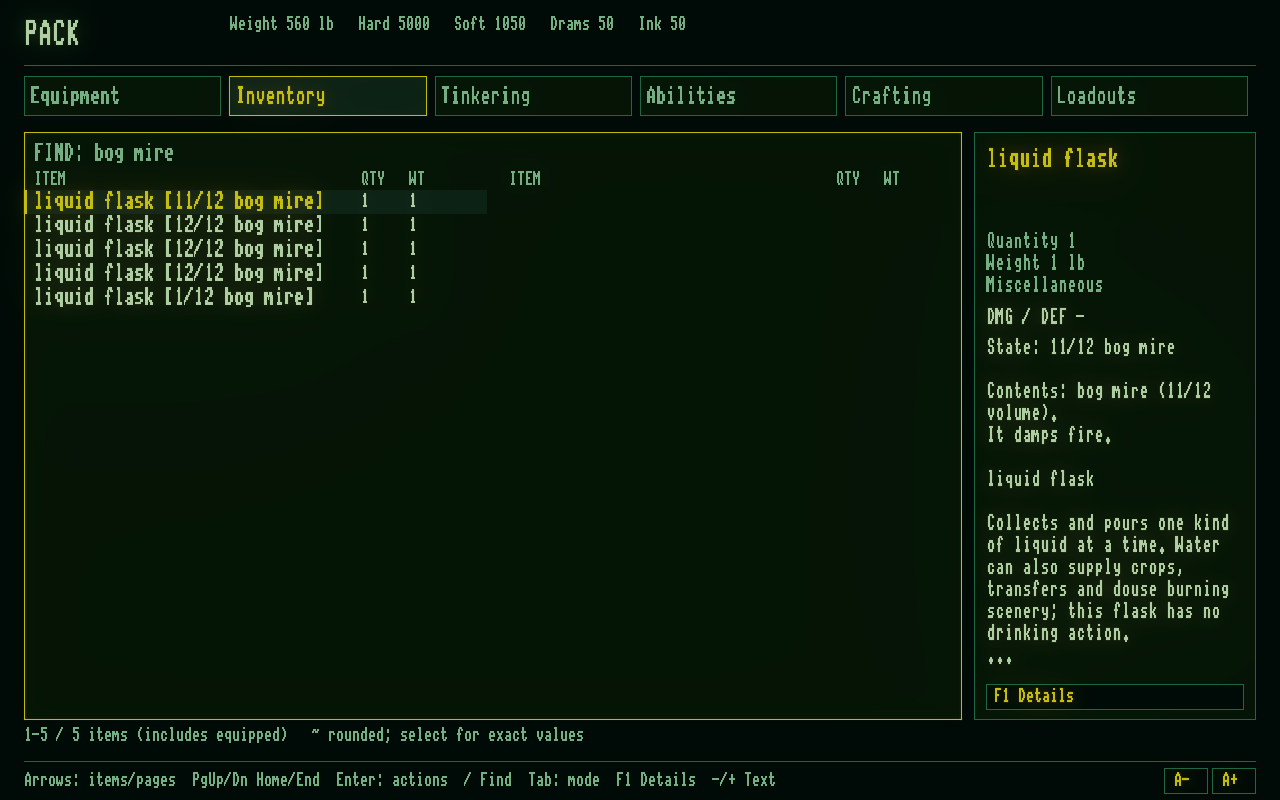 PACK
Weight 560 lb Hard 5000 Soft 1050 Drams 50 Ink 50
Equipment Inventory Tinkering Abilities Crafting Loadouts
FIND: bog mire
ITEM QTY WT ITEM QTY WT
liquid flask [11/12 bog mire] 1 1
liquid flask [12/12 bog mire] 1 1
liquid flask [12/12 bog mire] 1 1
liquid flask [12/12 bog mire] 1 1
liquid flask [1/12 bog mire] 1 1
liquid flask
Quantity 1
Weight 1 lb
Miscellaneous
DMG / DEF -
State: 11/12 bog mire
Contents: bog mire (11/12
volume).
It damps fire.
liquid flask
Collects and pours one kind
of liquid at a time. Water
can also supply crops,
transfers and douse burning
scenery; this flask has no
drinking action.
...
F1 Details
1-5 / 5 items (includes equipped) ~ rounded; select for exact values
Arrows: items/pages PgUp/Dn Home/End Enter: actions / Find Tab: mode F1 Details -/+ Text
A- A+